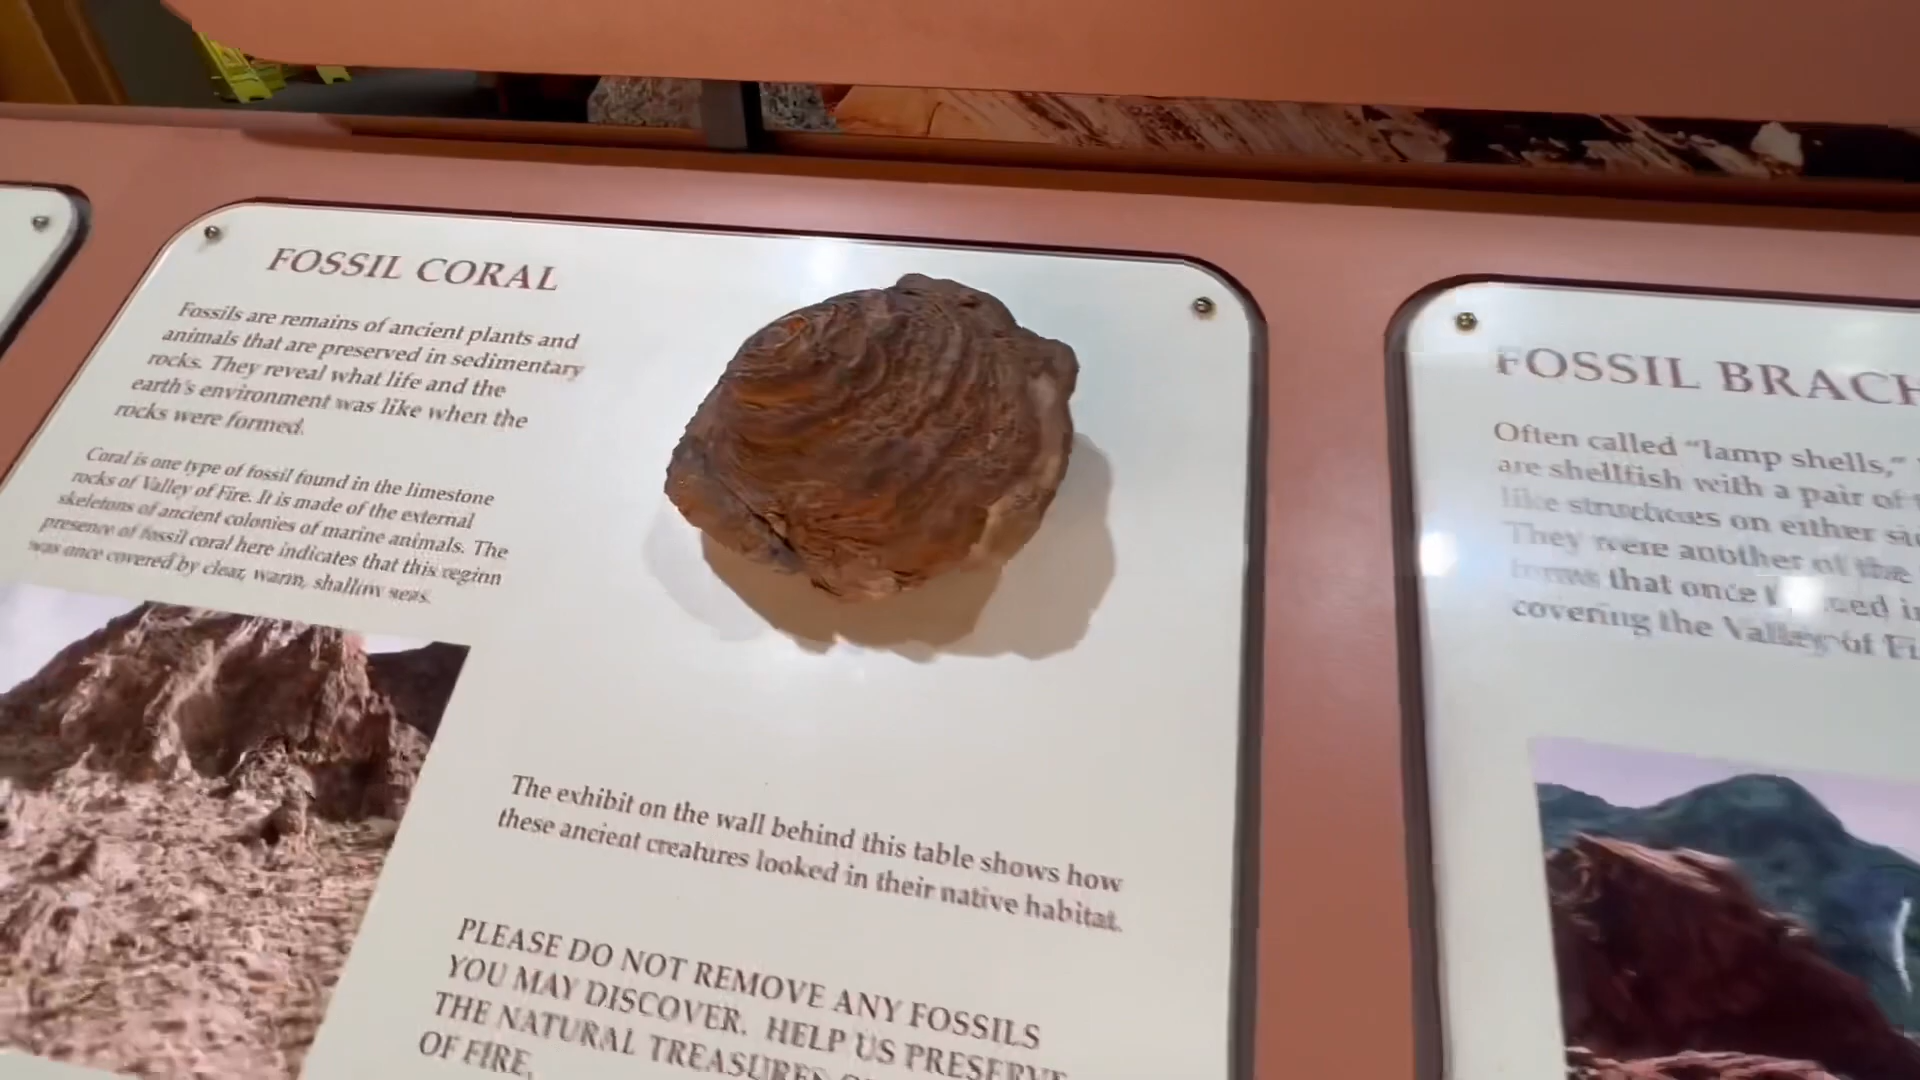 FOSSIL CORAL
Fossils are remains of ancient plants and
animals that are preserved in sedimentary
rocks. They reveal what life and the
earth's environment was like when the
rocks were formed.
Coral is one type of fossil found in the limestone
rocks of Valley of Fire. It is made of the external
skeletons of ancient colonies of marine animals. The
presence of fossil coral here indicates that this region
was once covered by clear, warm, shallow seas.
The exhibit on the wall behind this table shows how
these ancient creatures looked in their native habitat.
PLEASE DO NOT REMOVE ANY FOSSILS
YOU MAY DISCOVER. HELP US PRESERVE
THE NATURAL TREASURES
OF FIRE.
FOSSIL BRACH
Often called "lamp shells,"
are shellfish with a pair of
like structures on either
They were another of the
forms that once
covering the Valley of